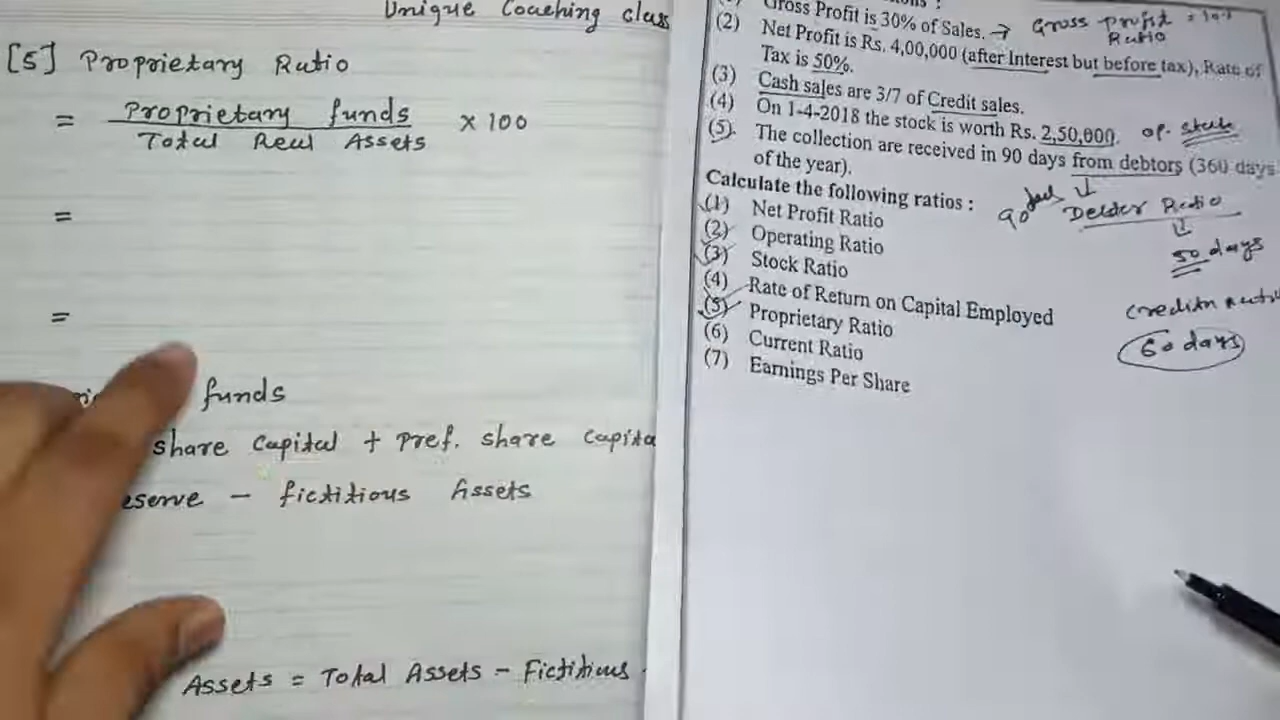 Unique Coaching class
[5] Proprietary Ratio
= Proprietary funds × 100
Total Real Assets
=
=
funds
share capital + pref. share capita
eserve - fictitious Assets
Assets = Total Assets - Fictitious
Gross Profit is 30% of Sales. → Gross profit
Ratio
(2) Net Profit is Rs. 4,00,000 (after Interest but before tax), Rate of
Tax is 50%.
(3) Cash sales are 3/7 of Credit sales.
(4) On 1-4-2018 the stock is worth Rs. 2,50,000. op. stock
(5) The collection are received in 90 days from debtors (360 days
of the year).
Calculate the following ratios :
90 days Debtor Ratio
(1) Net Profit Ratio
(2) Operating Ratio
50 days
(3) Stock Ratio
(4) Rate of Return on Capital Employed
(5) Proprietary Ratio
60 days
(6) Current Ratio
(7) Earnings Per Share